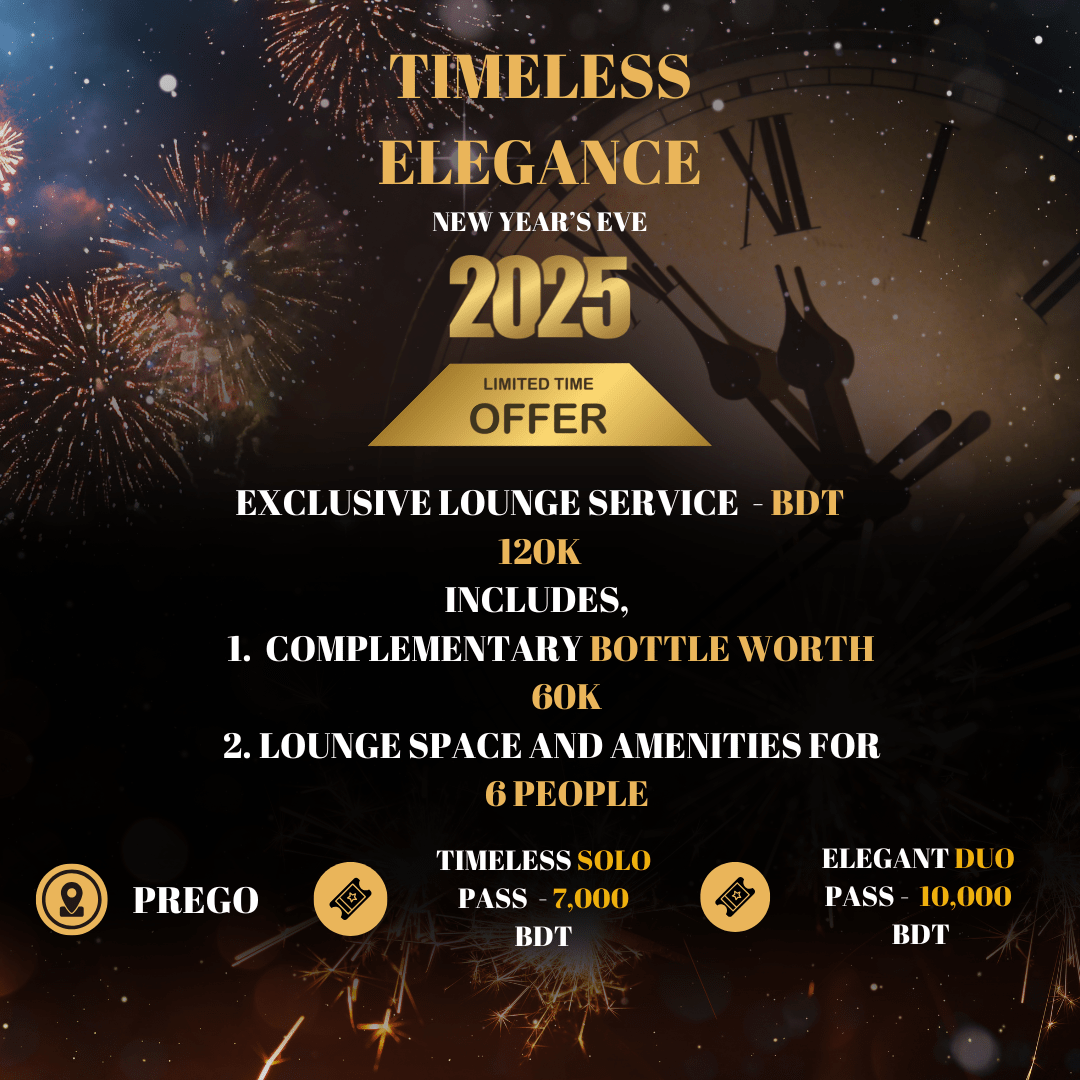 TIMELESS
ELEGANCE
NEW YEAR'S EVE
2025
LIMITED TIME
OFFER
EXCLUSIVE LOUNGE SERVICE - BDT
120K
INCLUDES,
1. COMPLEMENTARY BOTTLE WORTH
60K
2. LOUNGE SPACE AND AMENITIES FOR
6 PEOPLE
PREGO
TIMELESS SOLO
PASS - 7,000
BDT
ELEGANT DUO
PASS - 10,000
BDT